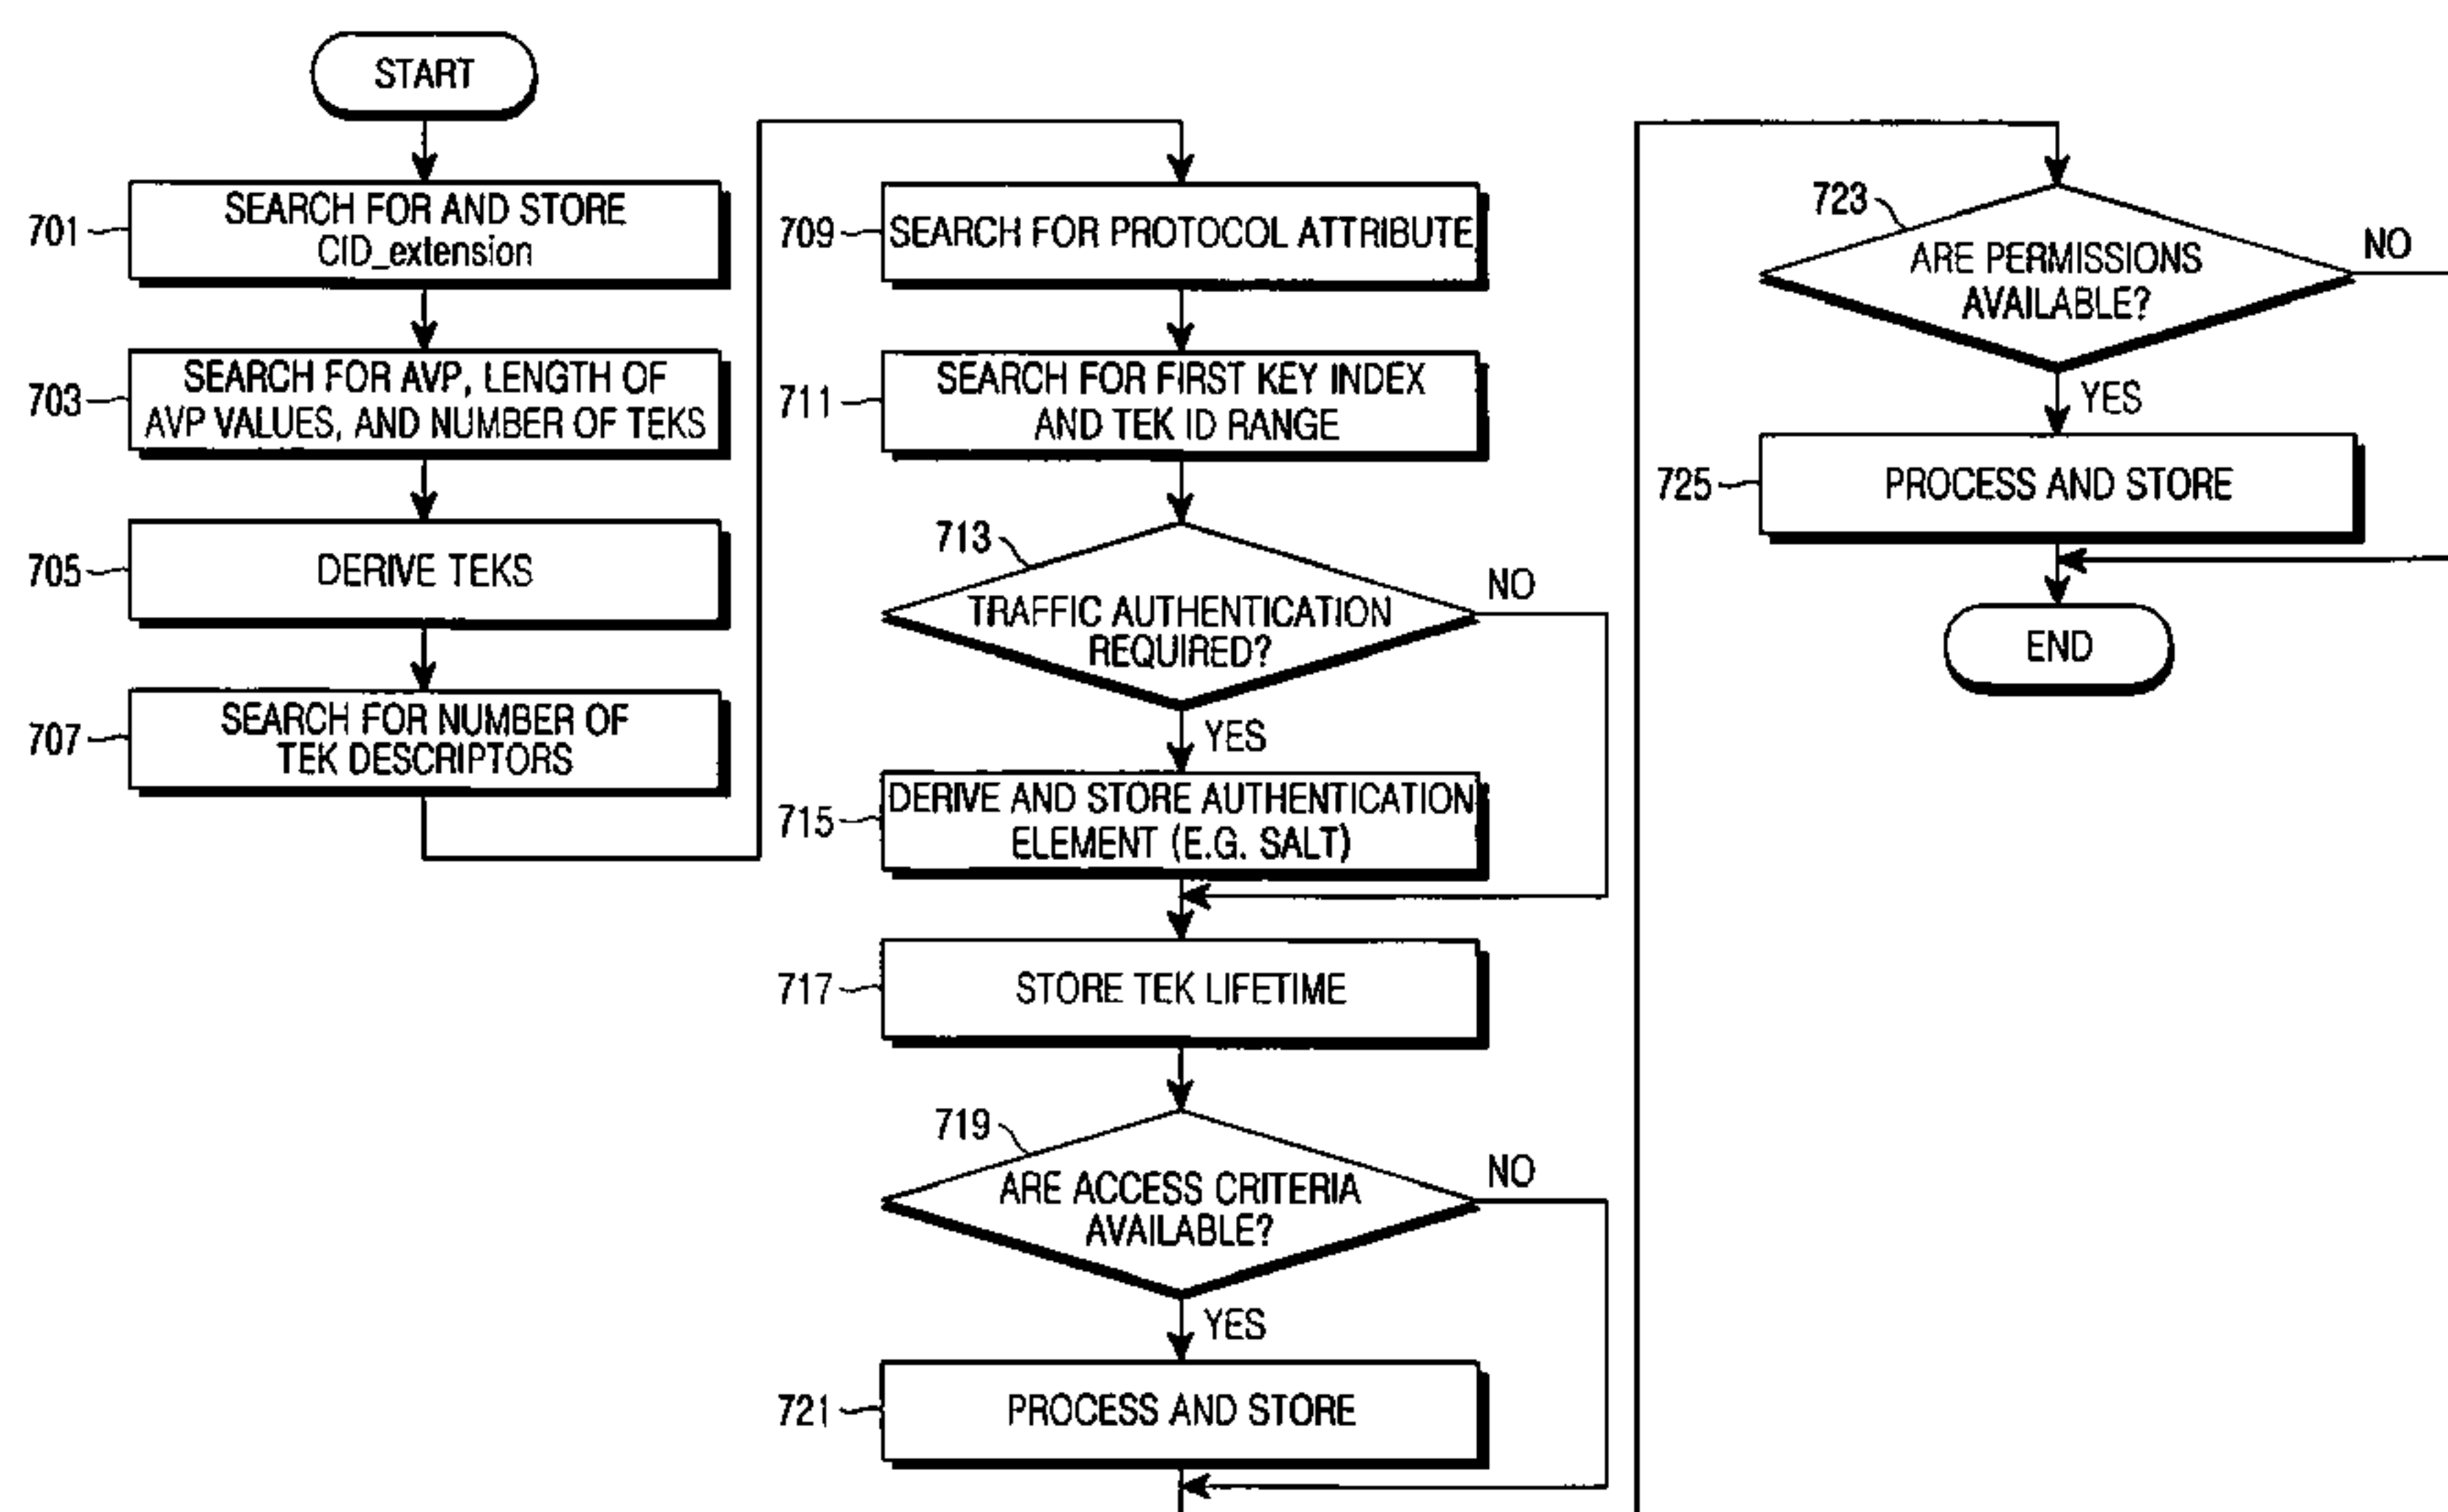 START
701
SEARCH FOR AND STORE
CID_extension
703
SEARCH FOR AVP, LENGTH OF
AVP VALUES, AND NUMBER OF TEKS
705
DERIVE TEKS
707
SEARCH FOR NUMBER OF
TEK DESCRIPTORS
709
SEARCH FOR PROTOCOL ATTRIBUTE
711
SEARCH FOR FIRST KEY INDEX
AND TEK ID RANGE
713
TRAFFIC AUTHENTICATION
REQUIRED?
NO
YES
715
DERIVE AND STORE AUTHENTICATION
ELEMENT (E.G. SALT)
717
STORE TEK LIFETIME
719
ARE ACCESS CRITERIA
AVAILABLE?
NO
YES
721
PROCESS AND STORE
723
ARE PERMISSIONS
AVAILABLE?
NO
YES
725
PROCESS AND STORE
END